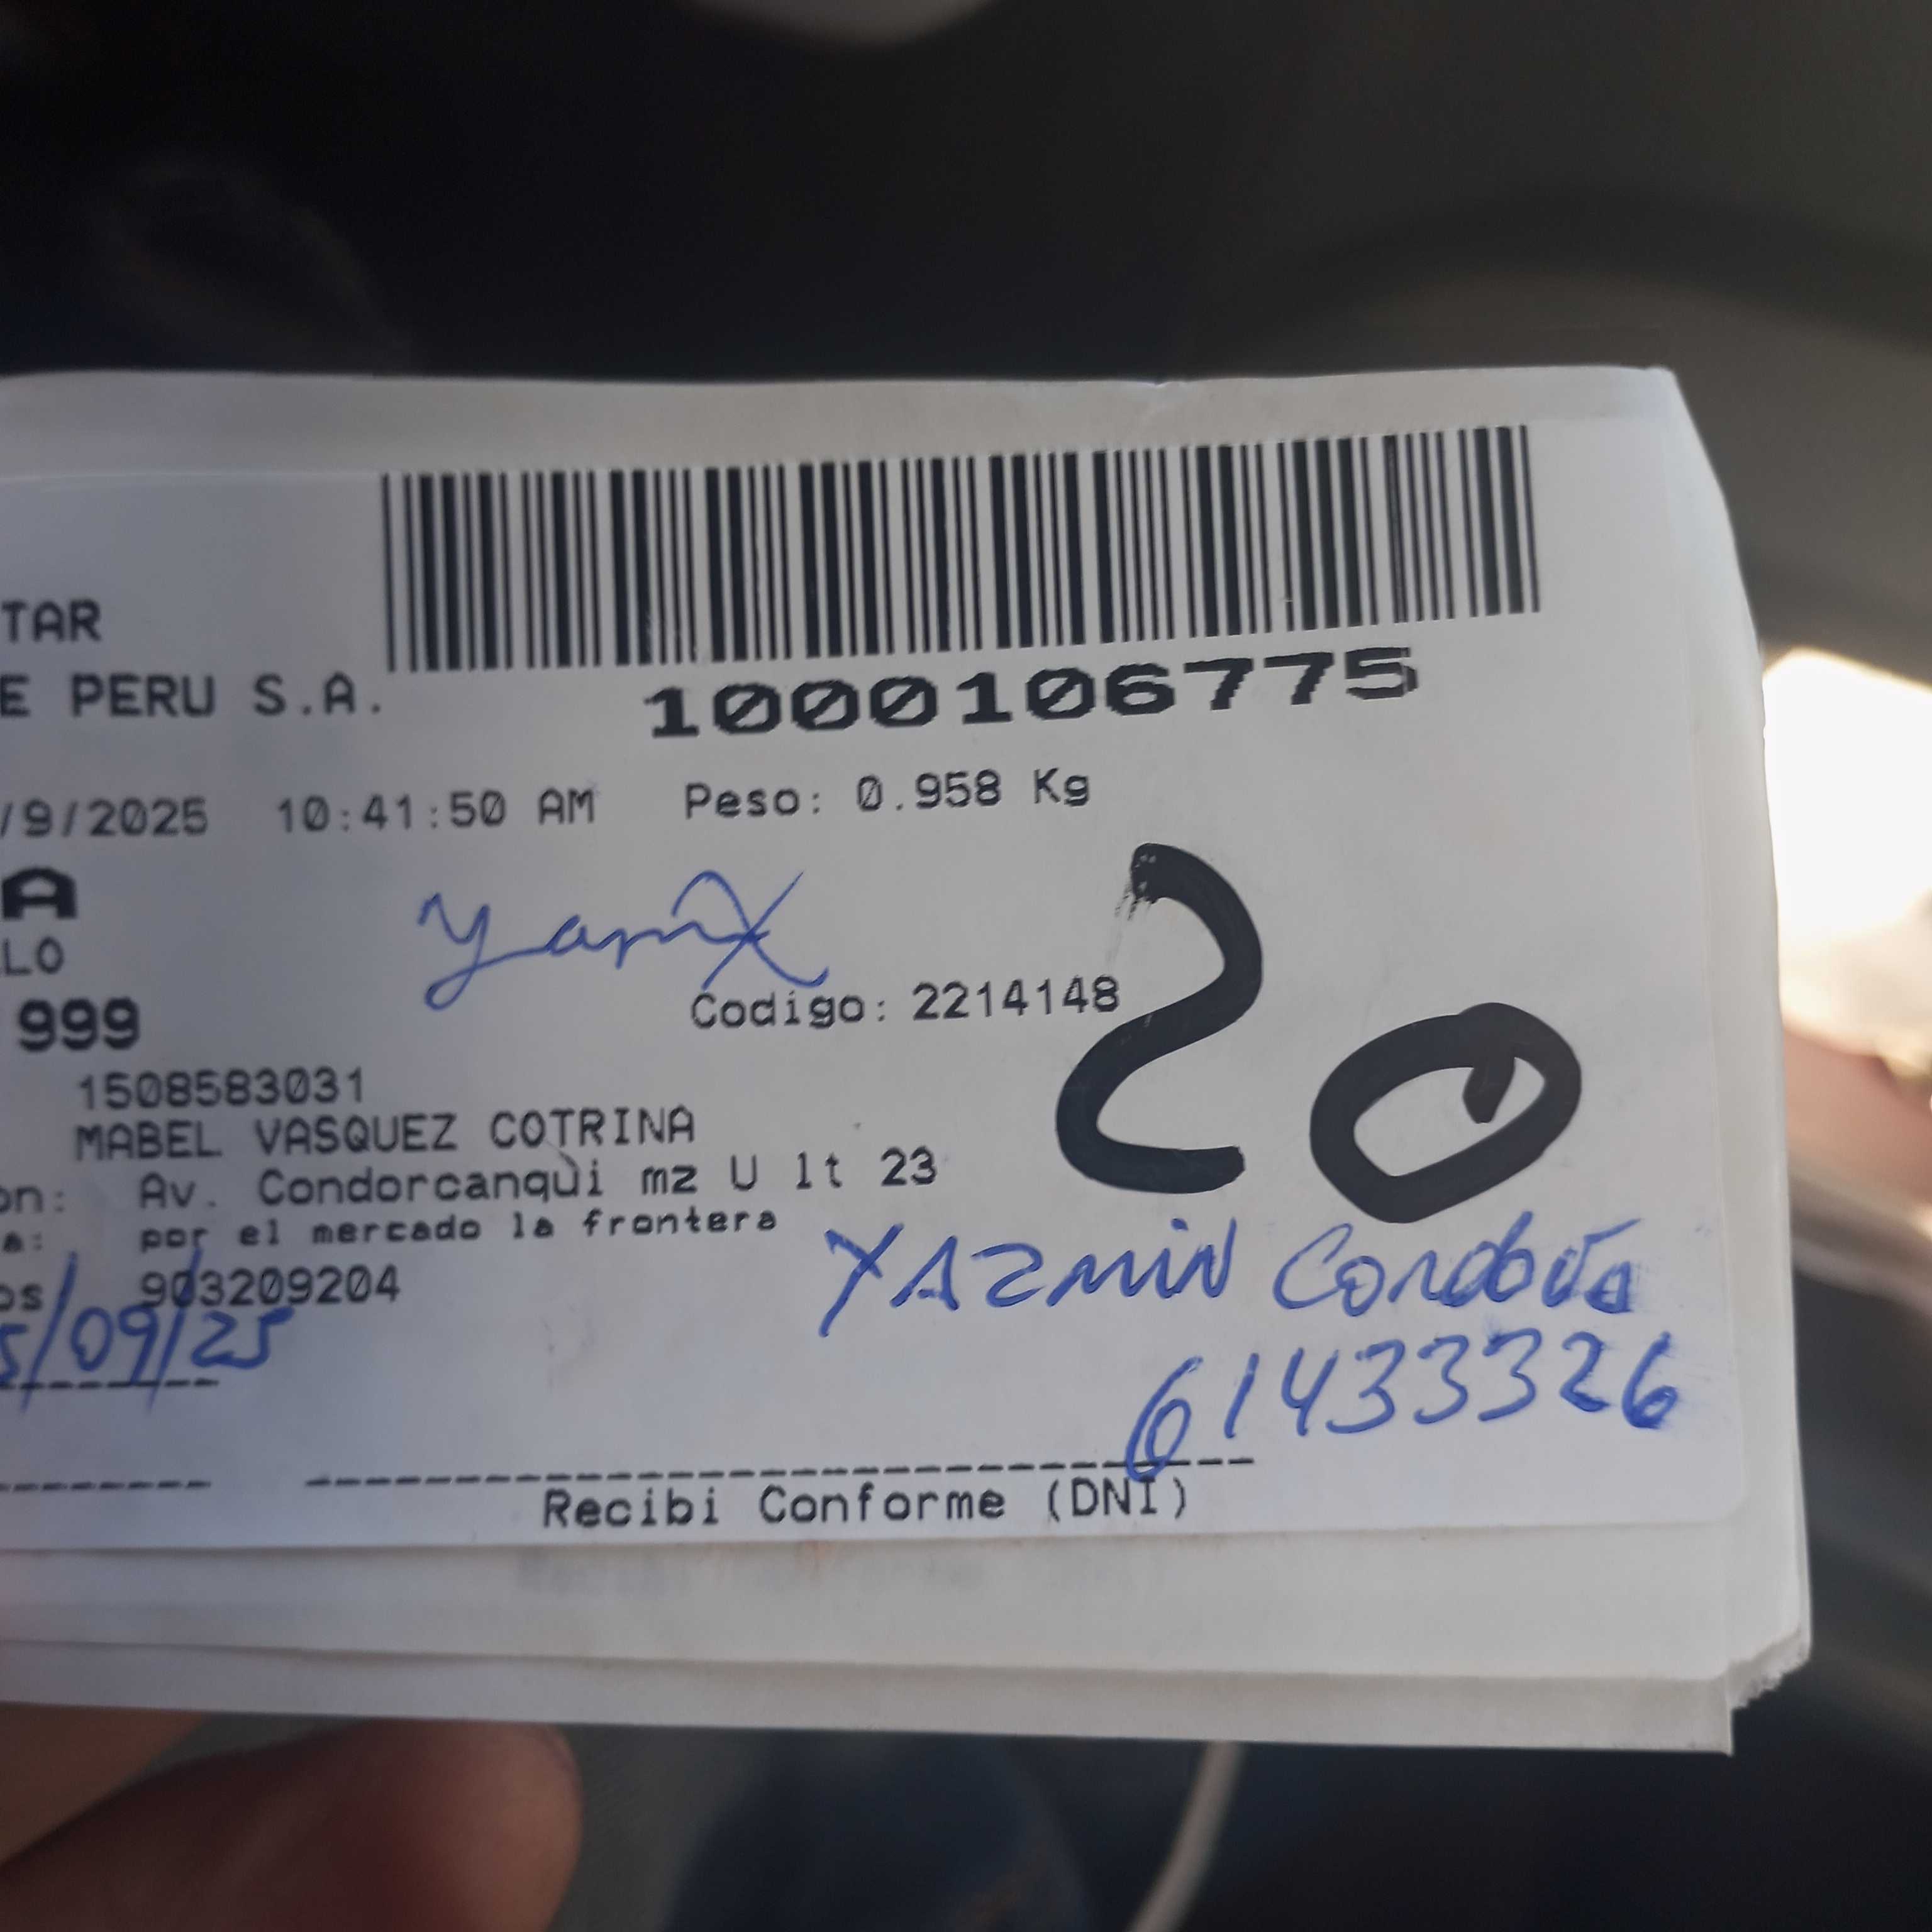 TAR
E PERU S.A.
1000106775
/9/2025 10:41:50 AM Peso: 0.958 Kg
A
LO
20
Codigo: 2214148
999
1508583031
MABEL VASQUEZ COTRINA
on: Av. Condorcanqui mz U lt 23
a: por el mercado la frontera
os 903209204
YAZMIN Cordova
5/09/25
61433326
Recibi Conforme (DNI)